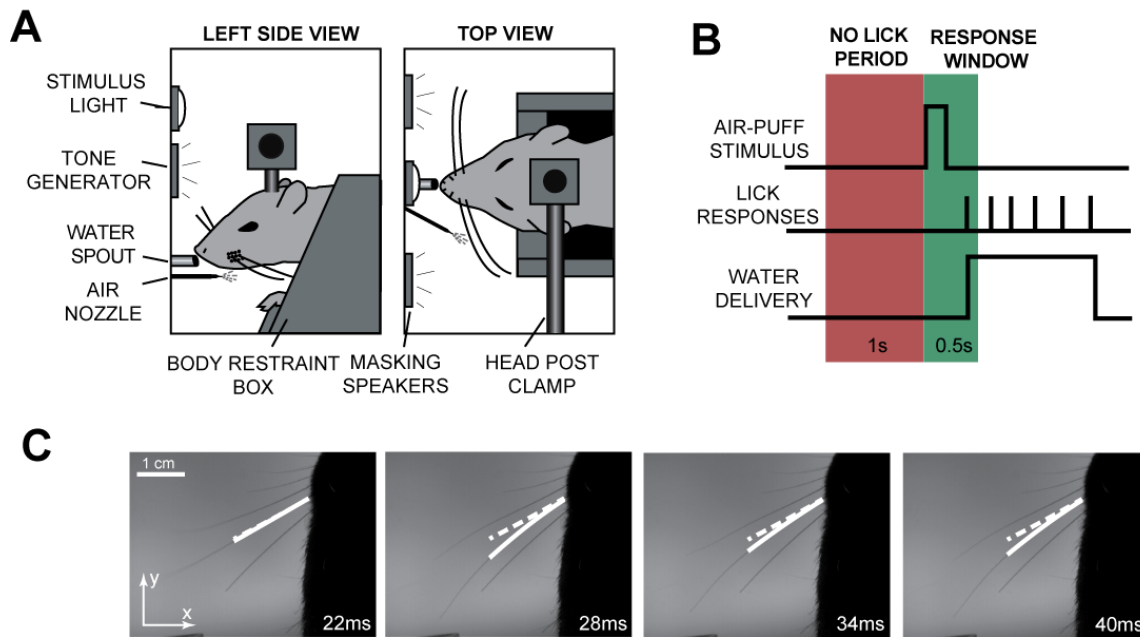 A
LEFT SIDE VIEW
TOP VIEW
STIMULUS
LIGHT
TONE
GENERATOR
WATER
SPOUT
AIR
NOZZLE
BODY RESTRAINT
BOX
MASKING
SPEAKERS
HEAD POST
CLAMP
B
NO LICK
PERIOD
RESPONSE
WINDOW
AIR-PUFF
STIMULUS
LICK
RESPONSES
WATER
DELIVERY
1s
0.5s
C
1 cm
y
x
22ms
28ms
34ms
40ms